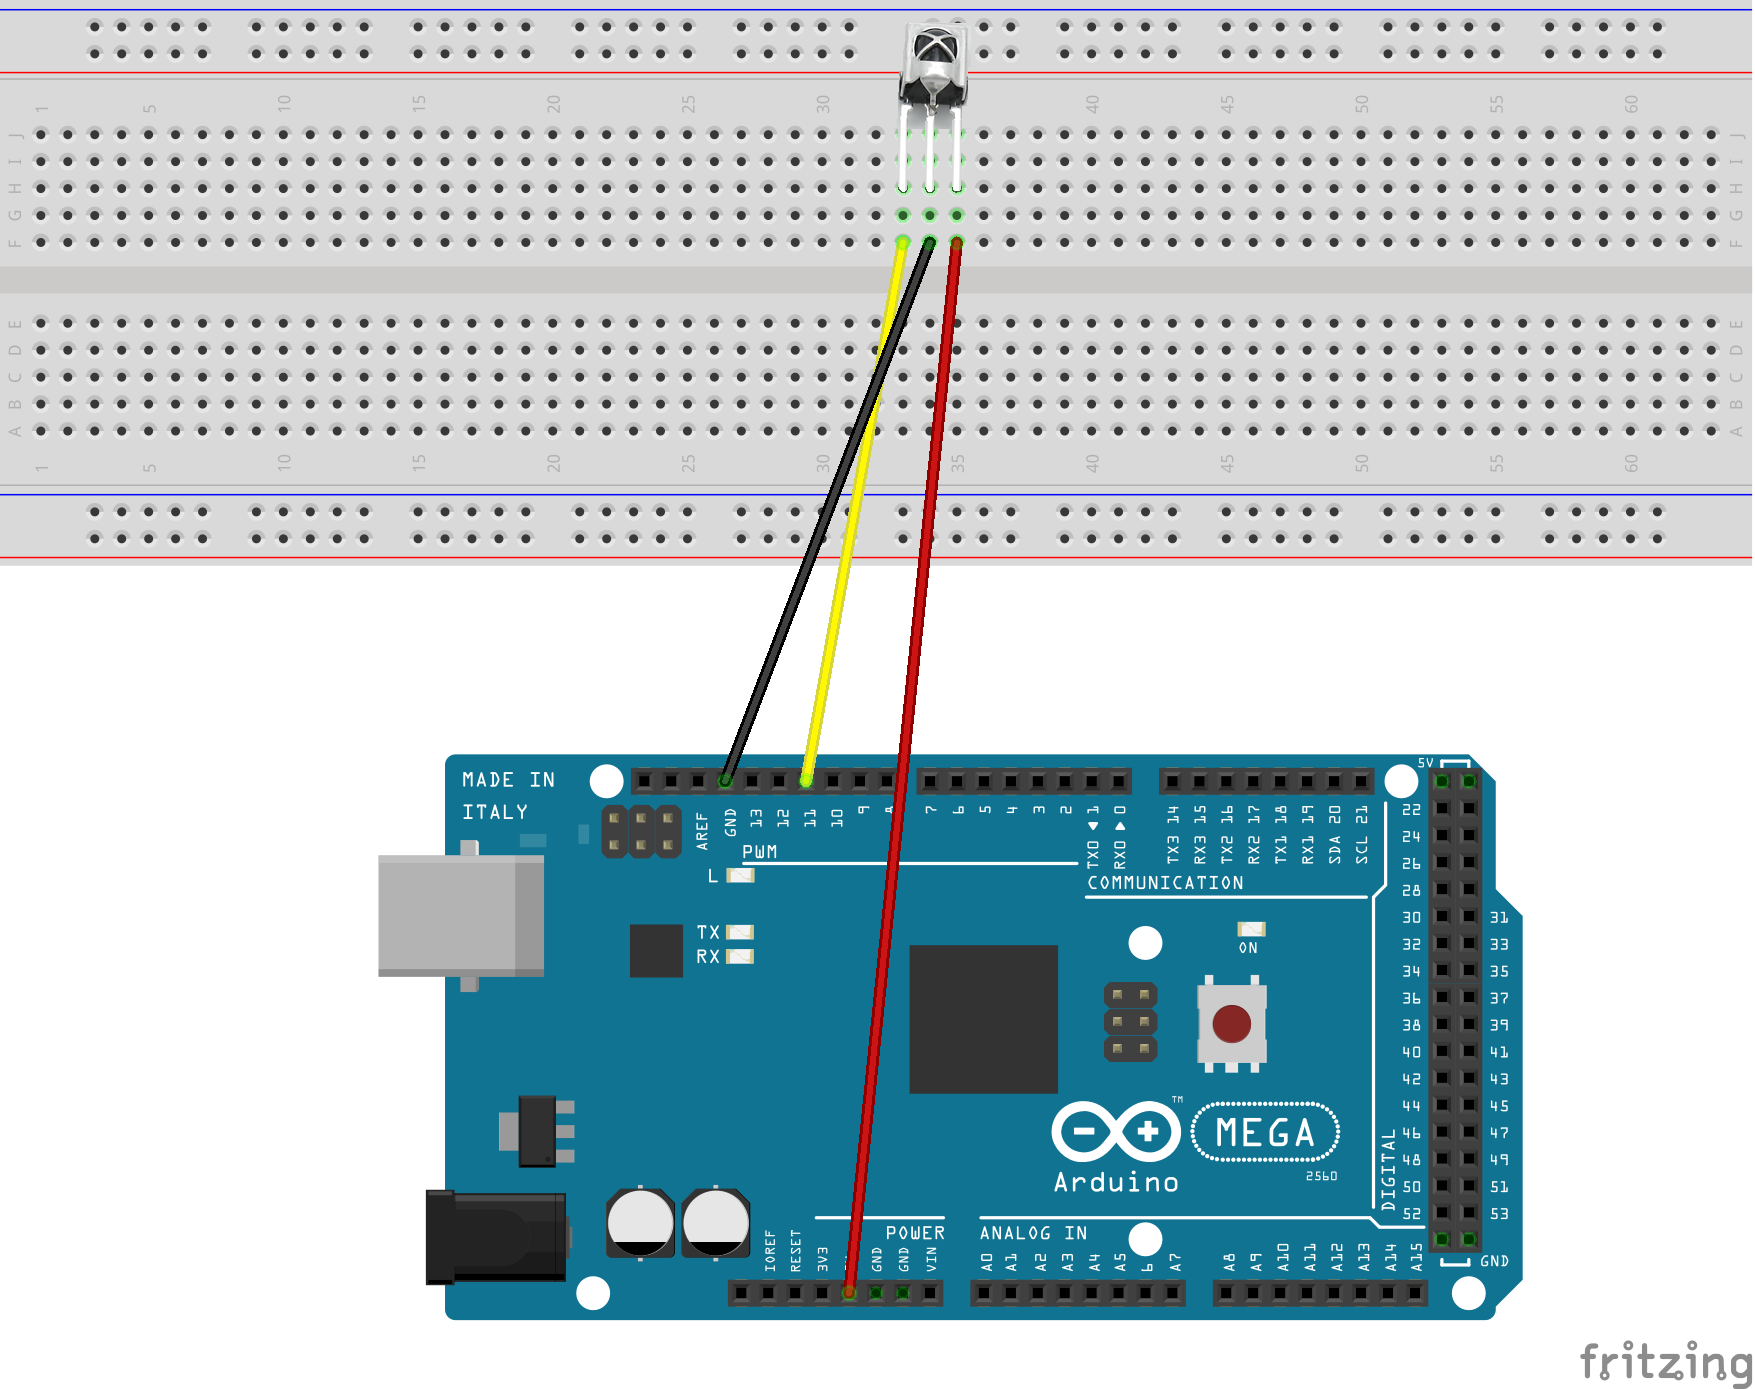 1 5 10 15 20 25 30 35 40 45 50 55 60
J J
I I
H H
G G
F F
E E
D D
C C
B B
A A
1 5 10 15 20 25 30 35 40 45 50 55 60
MADE IN
ITALY
AREF GND 13 12 11 10 9 8 7 6 5 4 3 2 TX0 1 RX0 0 TX3 14 RX3 15 TX2 16 RX2 17 TX1 18 RX1 19 SDA 20 SCL 21
PWM
COMMUNICATION
L
TX
RX
ON
5V
22
24
26
28
30 31
32 33
34 35
36 37
38 39
40 41
42 43
44 45
46 47
48 49
50 51
52 53
GND
DIGITAL
TM
MEGA
2560
Arduino
POWER
ANALOG IN
IOREF RESET 3V3 GND GND VIN A0 A1 A2 A3 A4 A5 6 A7 A8 A9 A10 A11 A12 A13 A14 A15
fritzing